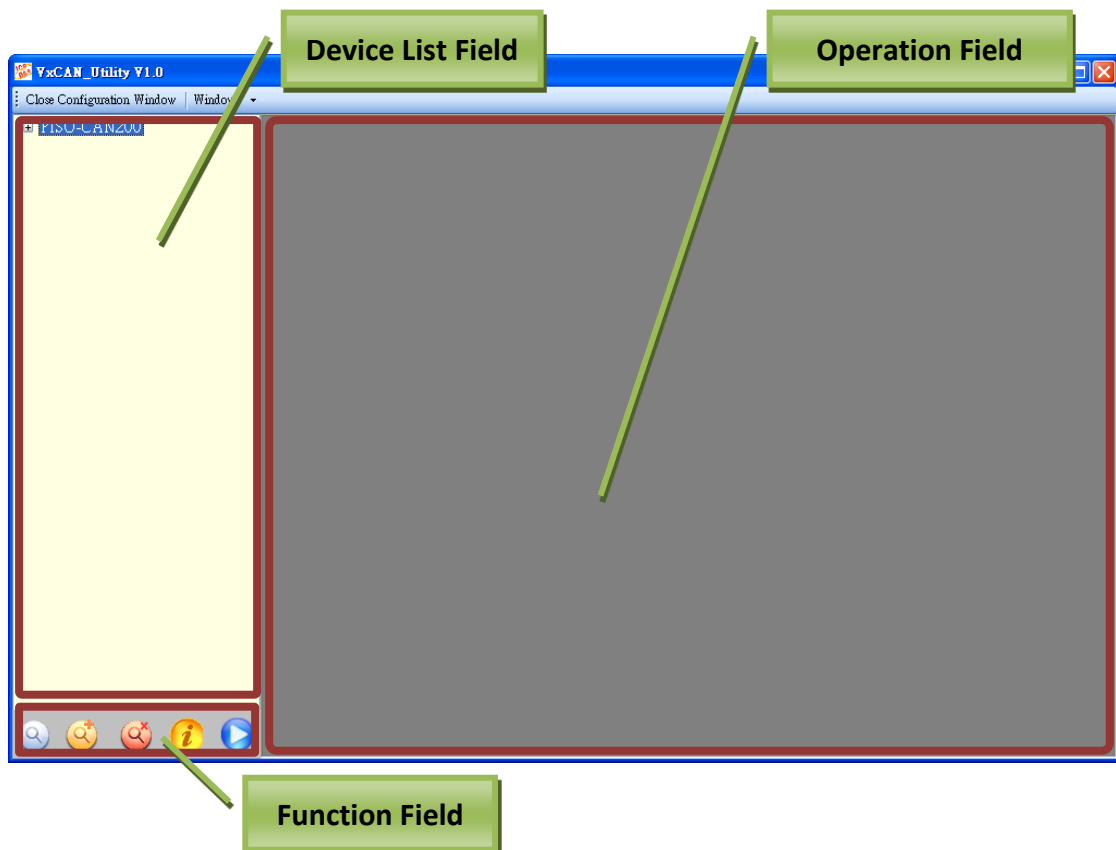 Device List Field
Operation Field
VxCAN_Utility V1.0
Close Configuration Window
PISO-CAN200
Function Field